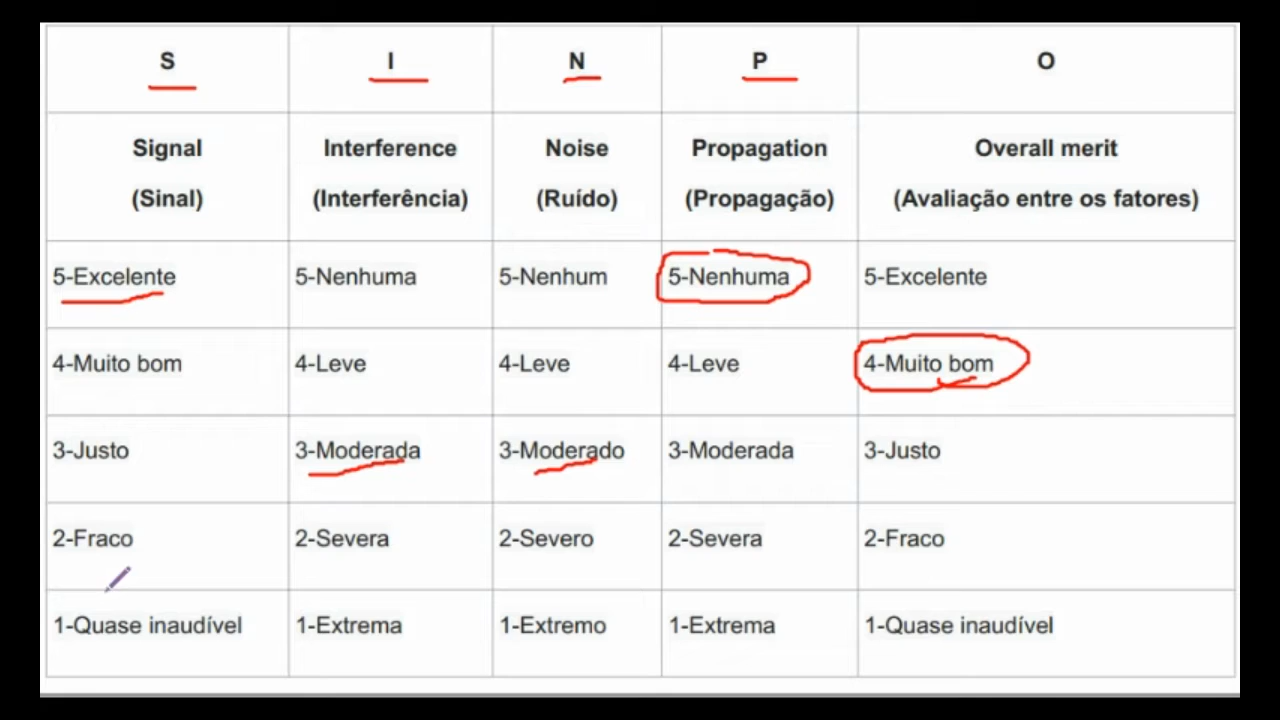 S I N P O
Signal Interference Noise Propagation Overall merit
(Sinal) (Interferência) (Ruído) (Propagação) (Avaliação entre os fatores)
5-Excelente 5-Nenhuma 5-Nenhum 5-Nenhuma 5-Excelente
4-Muito bom 4-Leve 4-Leve 4-Leve 4-Muito bom
3-Justo 3-Moderada 3-Moderado 3-Moderada 3-Justo
2-Fraco 2-Severa 2-Severo 2-Severa 2-Fraco
1-Quase inaudível 1-Extrema 1-Extremo 1-Extrema 1-Quase inaudível